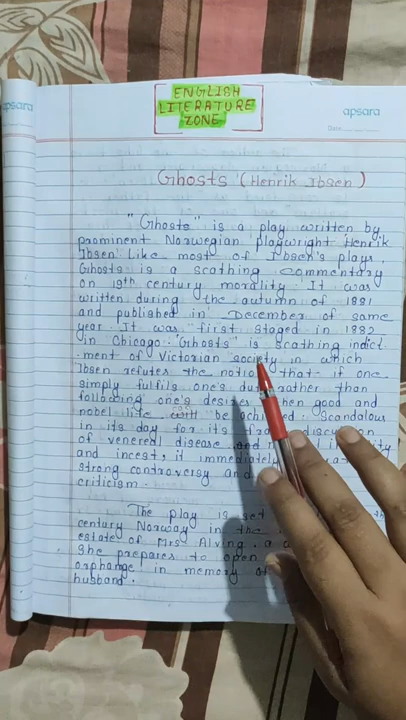 ENGLISH
LITERATURE
ZONE
apsara
apsara
Date
Ghosts (Henrik Ibsen)
"Ghosts" is a play written by
prominent Norwegian playwright Henrik
Ibsen. Like most of Ibsen's plays,
Ghosts is a scathing commentary
on 19th century morality. It was
written during the autumn of 1881
and published in December of same
year. It was first staged in 1882
in Chicago. "Ghosts" is scathing indict
-ment of Victorian society in which
Ibsen refutes the notion that if one
simply fulfils one's duty rather than
following one's desires then good and
nobel life will be achieved. Scandalous
in its day for its discussion
of venereal disease
and incest, it immediately
strong controversy and
criticism.
The play is set
century Norway in the
estate of Mrs Alving, a
She prepares to open
orphange in memory of
husband.